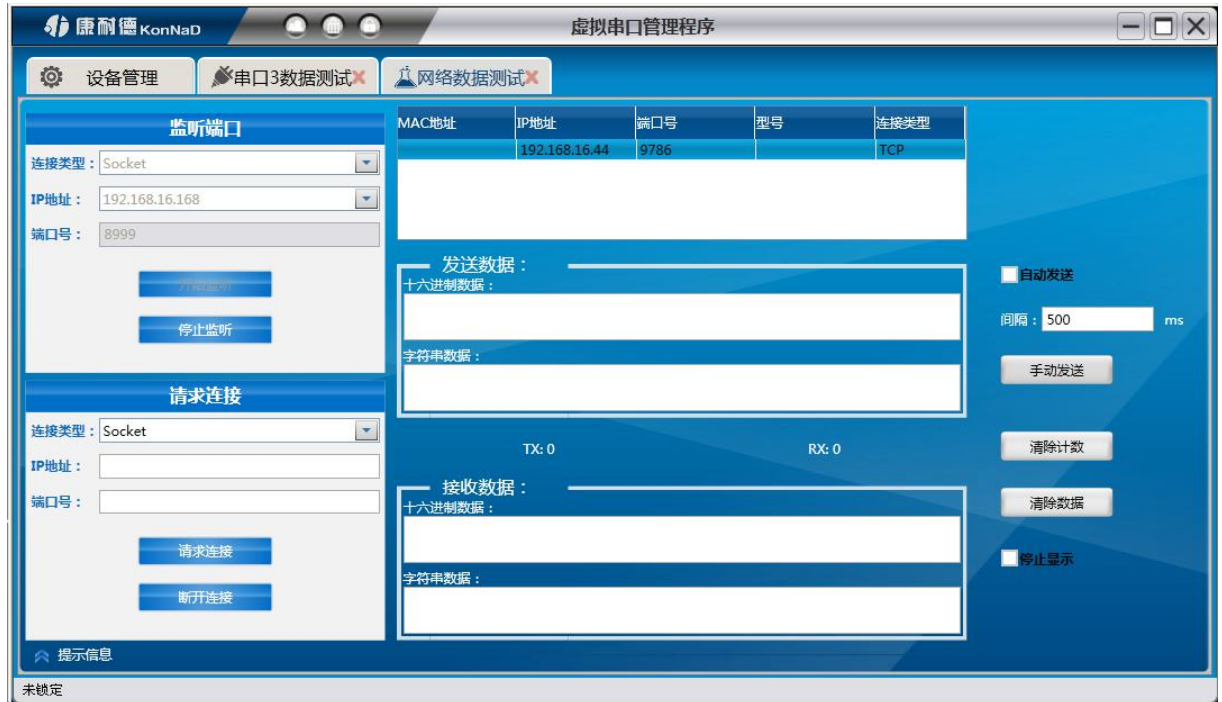 康耐德 KonNaD
虚拟串口管理程序
设备管理
串口3数据测试
网络数据测试
监听端口
连接类型：Socket
IP地址：192.168.16.168
端口号：8999
开始监听
停止监听
请求连接
连接类型：Socket
IP地址：
端口号：
请求连接
断开连接
MAC地址 IP地址 端口号 型号 连接类型
192.168.16.44 9786 TCP
发送数据：
十六进制数据：
字符串数据：
TX: 0 RX: 0
接收数据：
十六进制数据：
字符串数据：
自动发送
间隔：500 ms
手动发送
清除计数
清除数据
停止显示
提示信息
未锁定